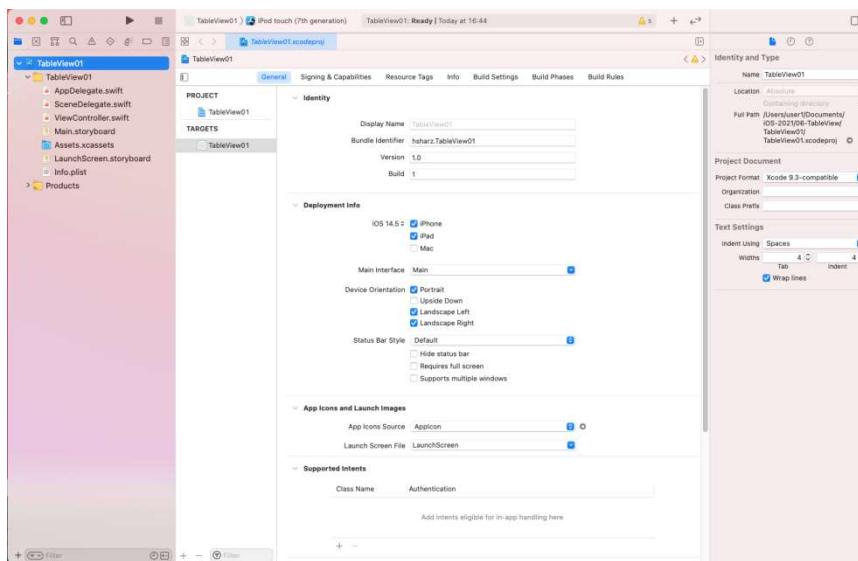 TableView01
iPod touch (7th generation)
TableView01: Ready | Today at 16:44
TableView01.xcodeproj
TableView01
TableView01
AppDelegate.swift
SceneDelegate.swift
ViewController.swift
Main.storyboard
Assets.xcassets
LaunchScreen.storyboard
Info.plist
Products
Filter
TableView01
General Signing & Capabilities Resource Tags Info Build Settings Build Phases Build Rules
PROJECT
TableView01
TARGETS
TableView01
Filter
Identity
Display Name TableView01
Bundle Identifier hsharz.TableView01
Version 1.0
Build 1
Deployment Info
iOS 14.5 iPhone
iPad
Mac
Main Interface Main
Device Orientation Portrait
Upside Down
Landscape Left
Landscape Right
Status Bar Style Default
Hide status bar
Requires full screen
Supports multiple windows
App Icons and Launch Images
App Icons Source AppIcon
Launch Screen File LaunchScreen
Supported Intents
Class Name Authentication
Add intents eligible for in-app handling here
Identity and Type
Name TableView01
Location Absolute
Containing directory
Full Path /Users/user1/Documents/
iOS-2021/06-TableView/
TableView01/
TableView01.xcodeproj
Project Document
Project Format Xcode 9.3-compatible
Organization
Class Prefix
Text Settings
Indent Using Spaces
Widths 4 4
Tab Indent
Wrap lines